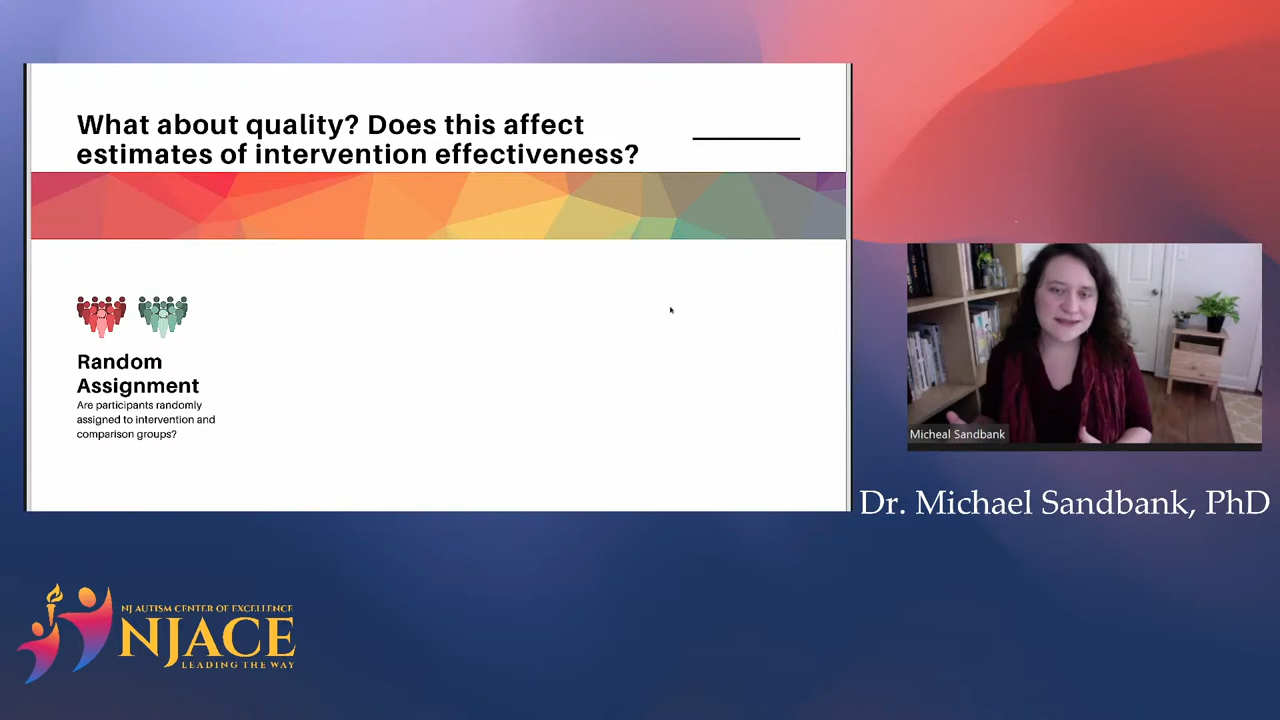 What about quality? Does this affect
estimates of intervention effectiveness?
Random
Assignment
Are participants randomly
assigned to intervention and
comparison groups?
Micheal Sandbank
Dr. Michael Sandbank, PhD
NJ AUTISM CENTER OF EXCELLENCE
NJACE
LEADING THE WAY